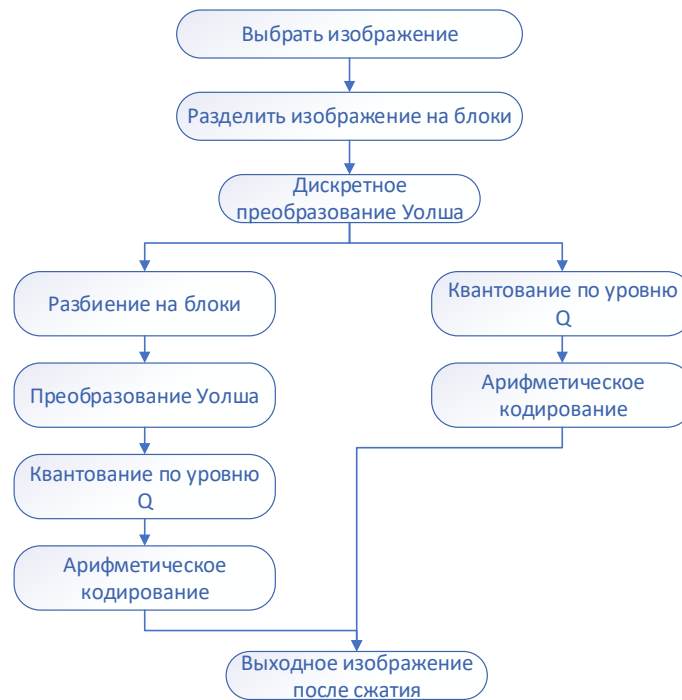 Выбрать изображение
Разделить изображение на блоки
Дискретное
преобразование Уолша
Разбиение на блоки
Преобразование Уолша
Квантование по уровню
Q
Арифметическое
кодирование
Квантование по уровню
Q
Арифметическое
кодирование
Выходное изображение
после сжатия